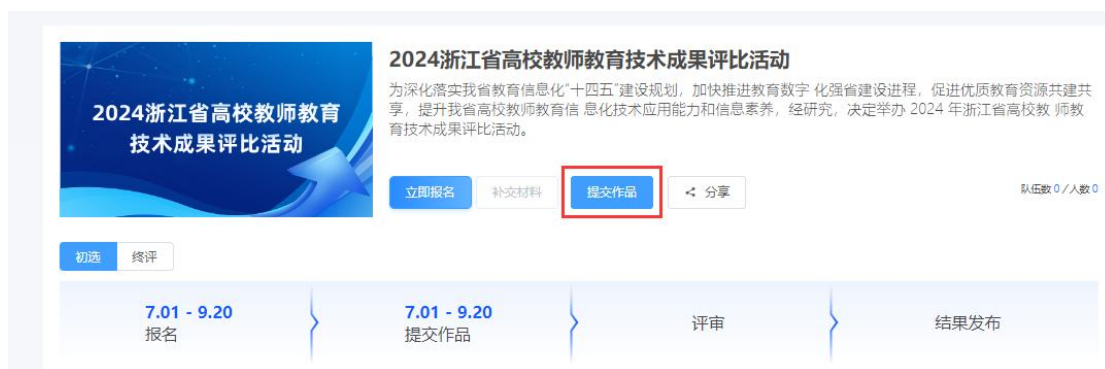 2024浙江省高校教师教育
技术成果评比活动
2024浙江省高校教师教育技术成果评比活动
为深化落实我省教育信息化“十四五”建设规划，加快推进教育数字 化强省建设进程，促进优质教育资源共建共
享，提升我省高校教师教育信 息化技术应用能力和信息素养，经研究，决定举办 2024 年浙江省高校教 师教
育技术成果评比活动。
立即报名 补交材料 提交作品 分享 队伍数 0 / 人数 0
初选 终评
7.01 - 9.20 7.01 - 9.20
报名 提交作品 评审 结果发布